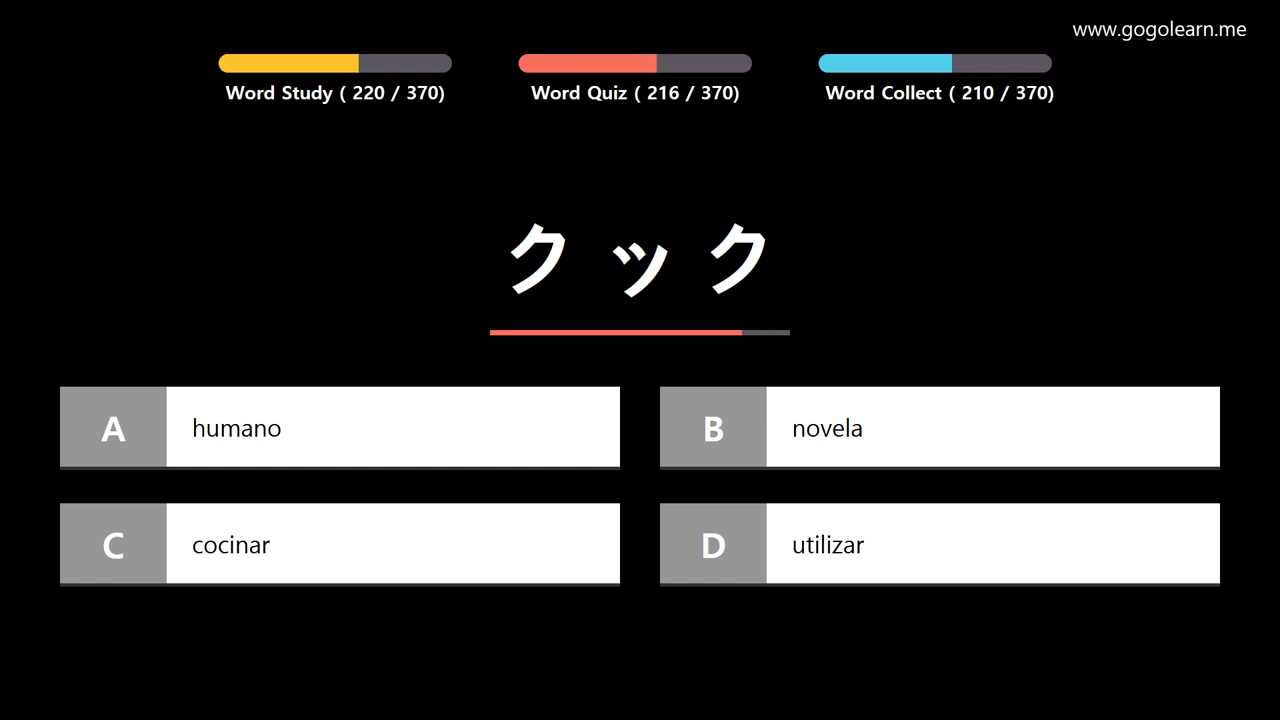 www.gogolearn.me
Word Study ( 220 / 370)
Word Quiz ( 216 / 370)
Word Collect ( 210 / 370)
クック
A humano
B novela
C cocinar
D utilizar